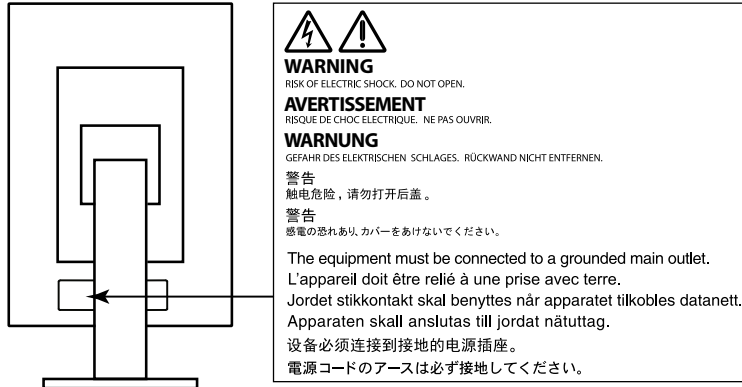 WARNING
RISK OF ELECTRIC SHOCK. DO NOT OPEN.
AVERTISSEMENT
RISQUE DE CHOC ELECTRIQUE. NE PAS OUVRIR.
WARNUNG
GEFAHR DES ELEKTRISCHEN SCHLAGES. RÜCKWAND NICHT ENTFERNEN.
警告
触电危险，请勿打开后盖。
警告
感電の恐れあり、カバーをあけないでください。
The equipment must be connected to a grounded main outlet.
L'appareil doit être relié à une prise avec terre.
Jordet stikkontakt skal benyttes når apparatet tilkobles datanett.
Apparaten skall anslutas till jordat nätuttag.
设备必须连接到接地的电源插座。
電源コードのアースは必ず接地してください。